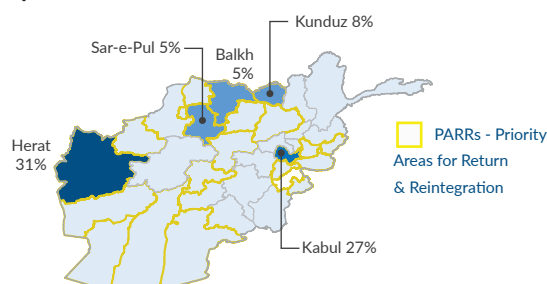 Kunduz 8%
Sar-e-Pul 5%
Balkh
5%
Herat
31%
PARRs - Priority
Areas for Return
& Reintegration
Kabul 27%